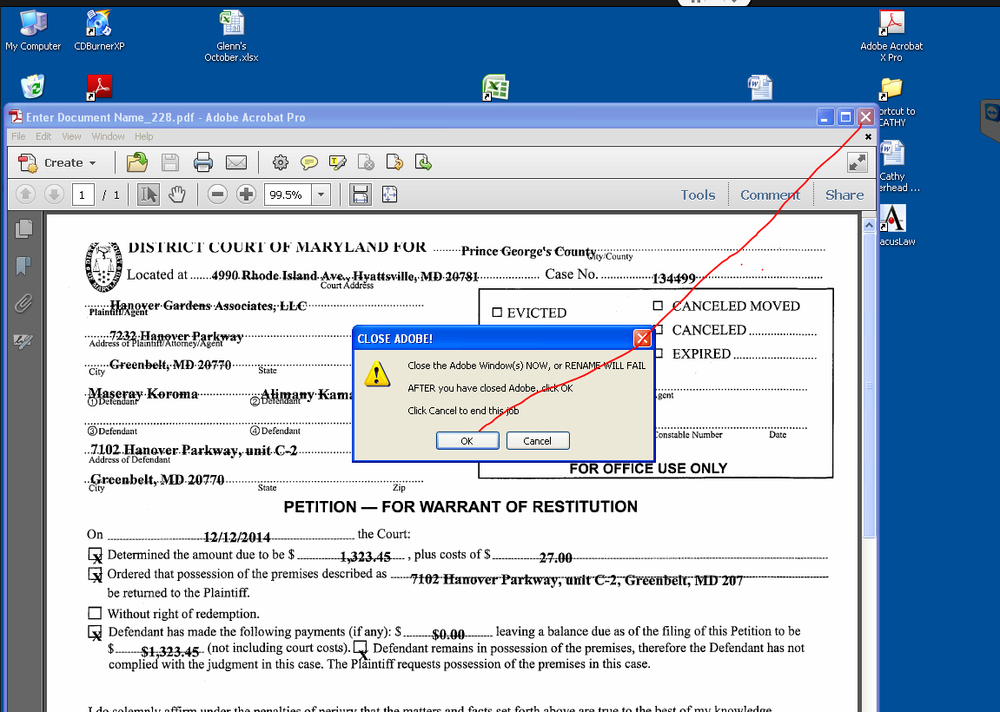 My Computer
CDBurnerXP
Glenn's
October.xlsx
Adobe Acrobat
X Pro
Enter Document Name_228.pdf - Adobe Acrobat Pro
ortcut to
CATHY
File Edit View Window Help
Create
Cathy
erhead ...
1 / 1
99.5%
Tools Comment Share
acusLaw
DISTRICT COURT OF MARYLAND FOR Prince George's County
City/County
Located at 4990 Rhode Island Ave., Hyattsville, MD 20781 Case No. 134499
Court Address
Hanover Gardens Associates, LLC
Plaintiff/Agent
EVICTED
CANCELED MOVED
7232 Hanover Parkway
Address of Plaintiff/Attorney/Agent
CANCELED
Greenbelt, MD 20770
City State
EXPIRED
CLOSE ADOBE!
Close the Adobe Window(s) NOW, or RENAME WILL FAIL
AFTER you have closed Adobe, click OK
Click Cancel to end this job
OK Cancel
Maseray Koroma Alimany Kama
① Defendant ② Defendant
gent
③ Defendant ④ Defendant
Constable Number Date
7102 Hanover Parkway, unit C-2
Address of Defendant
FOR OFFICE USE ONLY
Greenbelt, MD 20770
City State Zip
PETITION — FOR WARRANT OF RESTITUTION
On 12/12/2014 the Court:
X Determined the amount due to be $ 1,323.45 , plus costs of $ 27.00
X Ordered that possession of the premises described as 7102 Hanover Parkway, unit C-2, Greenbelt, MD 207
be returned to the Plaintiff.
Without right of redemption.
X Defendant has made the following payments (if any): $ $0.00 leaving a balance due as of the filing of this Petition to be
$ $1,323.45 (not including court costs). X Defendant remains in possession of the premises, therefore the Defendant has not
complied with the judgment in this case. The Plaintiff requests possession of the premises in this case.
I do solemnly affirm under the penalties of perjury that the matters and facts set forth above are true to the best of my knowledge,